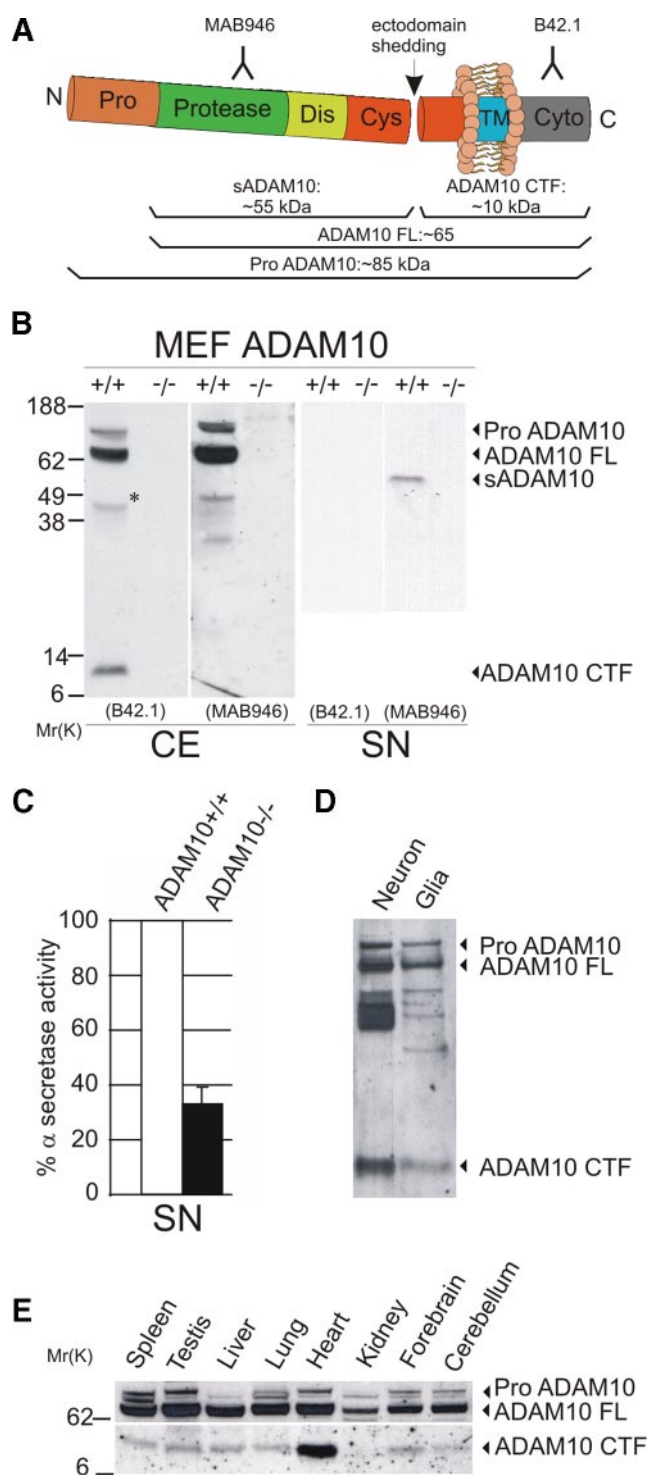 A
MAB946
ectodomain
shedding
B42.1
N
Pro
Protease
Dis
Cys
TM
Cyto
C
sADAM10:
~55 kDa
ADAM10 CTF:
~10 kDa
ADAM10 FL:~65
Pro ADAM10:~85 kDa
B
MEF ADAM10
+/+ -/- +/+ -/- +/+ -/- +/+ -/-
188
62
49
38
14
6
*
Pro ADAM10
ADAM10 FL
sADAM10
ADAM10 CTF
(B42.1) (MAB946) (B42.1) (MAB946)
Mr(K)
CE
SN
C
ADAM10+/+
ADAM10-/-
% α secretase activity
100
80
60
40
20
0
SN
D
Neuron
Glia
Pro ADAM10
ADAM10 FL
ADAM10 CTF
E
Mr(K)
Spleen
Testis
Liver
Lung
Heart
Kidney
Forebrain
Cerebellum
Pro ADAM10
62
ADAM10 FL
ADAM10 CTF
6